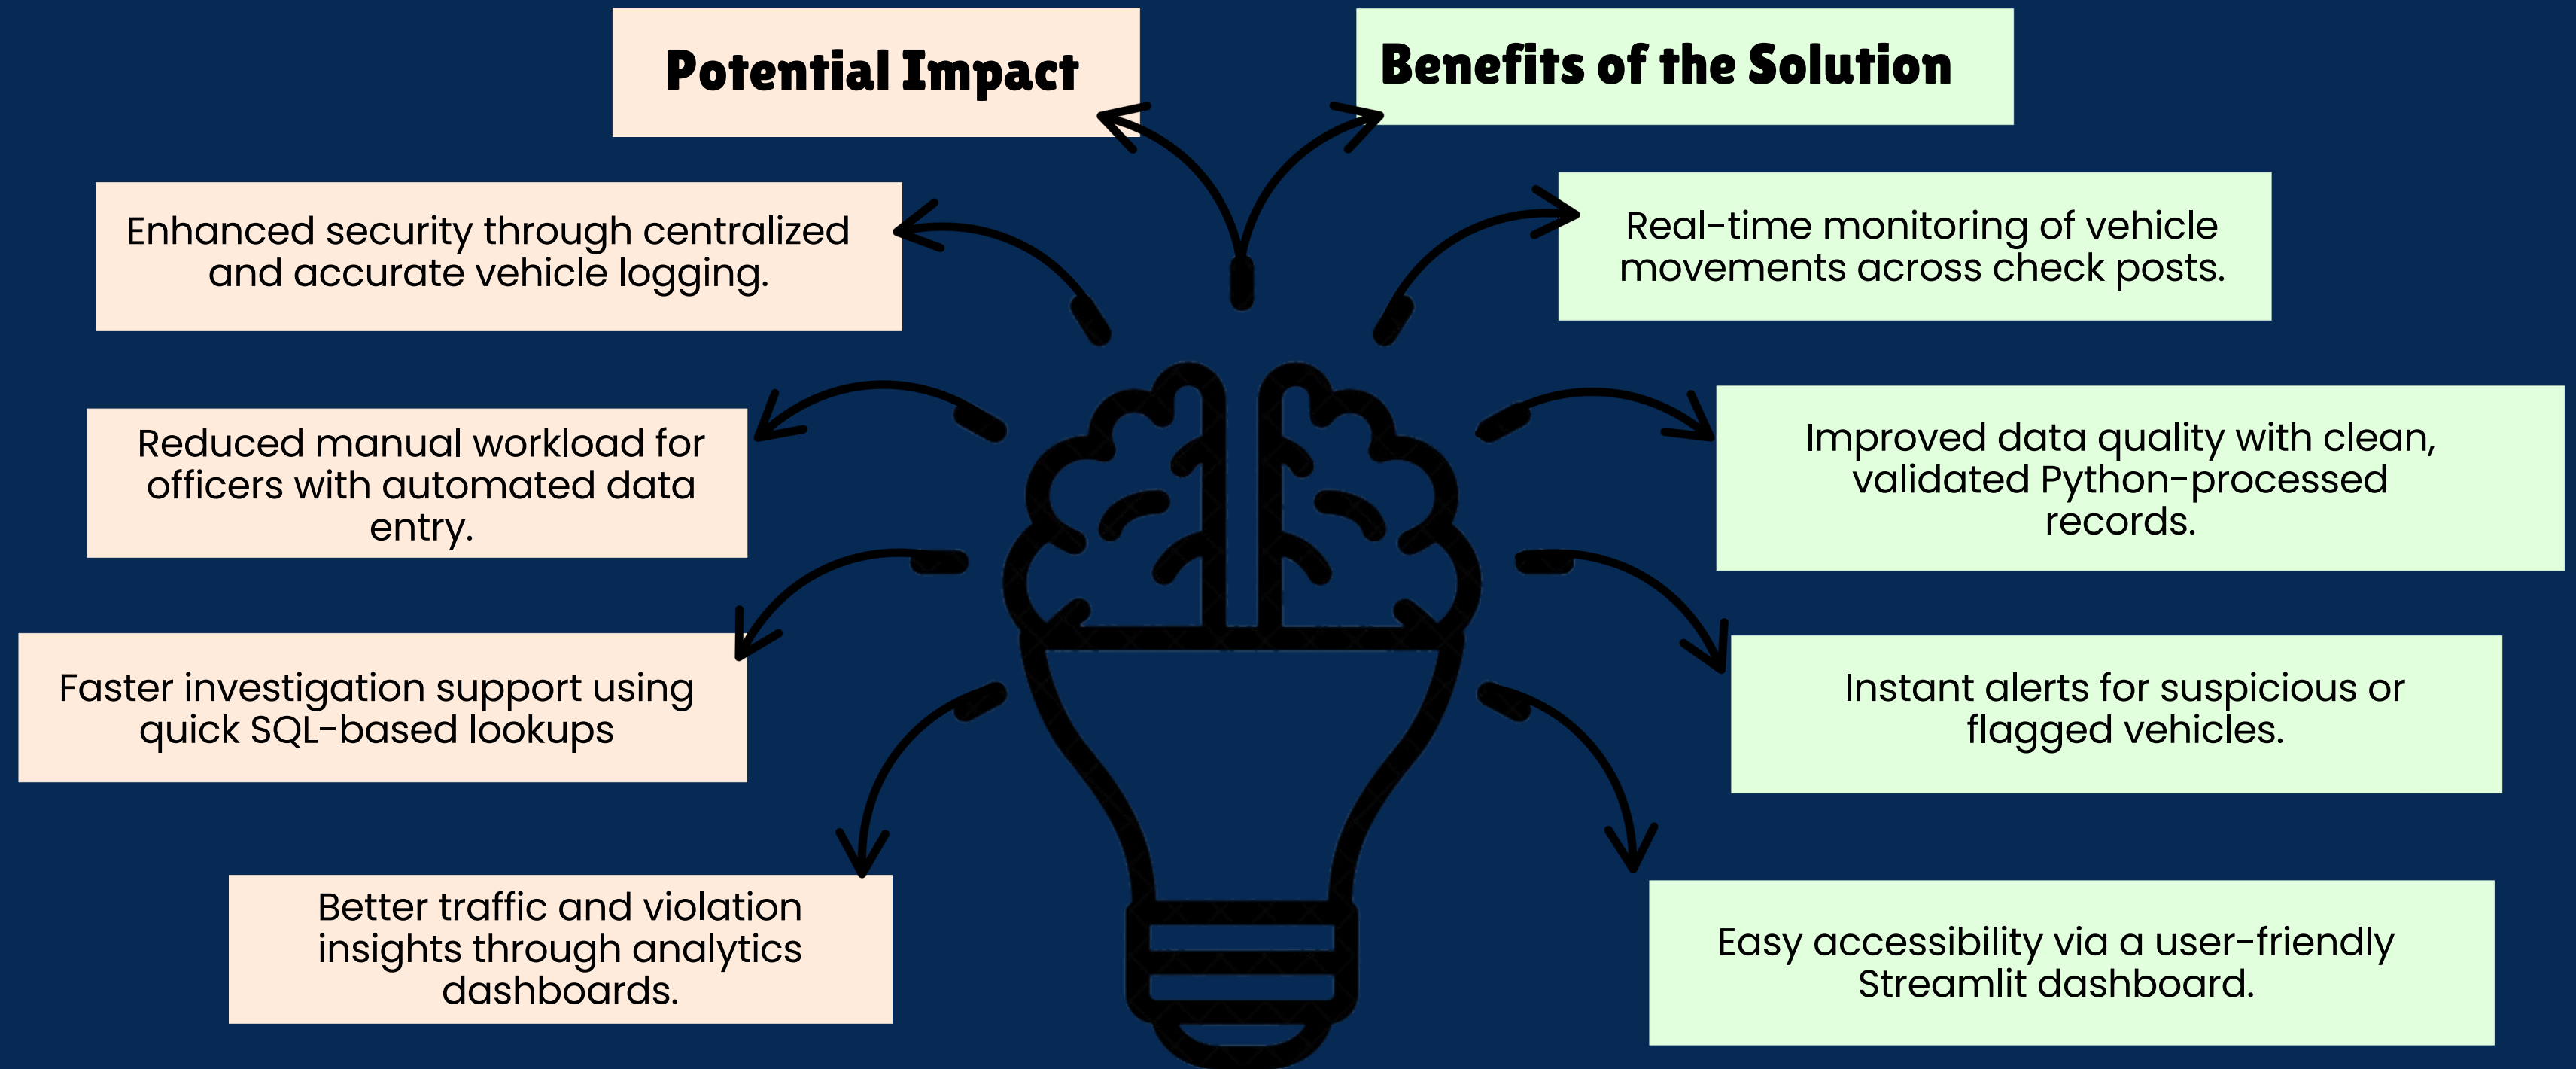 Potential Impact
Enhanced security through centralized
and accurate vehicle logging.
Reduced manual workload for
officers with automated data
entry.
Faster investigation support using
quick SQL-based lookups
Better traffic and violation
insights through analytics
dashboards.
Benefits of the Solution
Real-time monitoring of vehicle
movements across check posts.
Improved data quality with clean,
validated Python-processed
records.
Instant alerts for suspicious or
flagged vehicles.
Easy accessibility via a user-friendly
Streamlit dashboard.